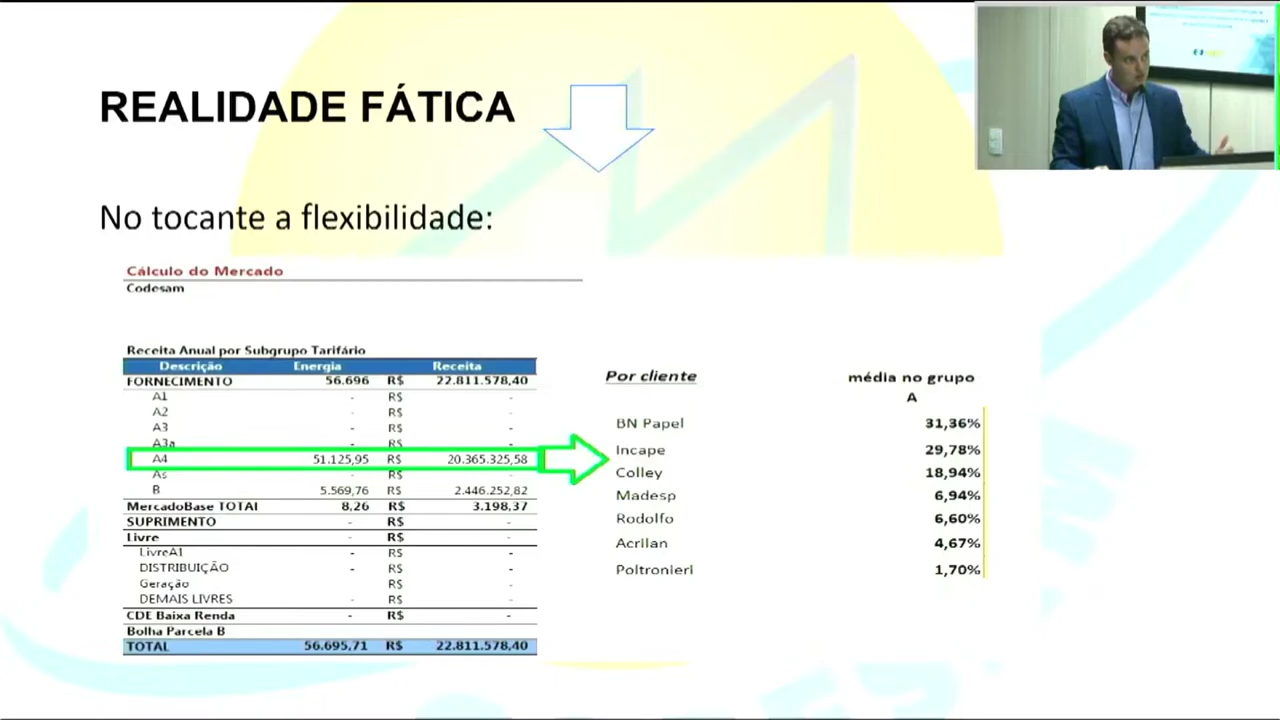 REALIDADE FÁTICA
No tocante a flexibilidade:
Cálculo do Mercado
Codesam
Receita Anual por Subgrupo Tarifário
Descrição Energia Receita
FORNECIMENTO 56.696 R$ 22.811.578,40
A1 - R$ -
A2 - R$ -
A3 - R$ -
A3a - R$ -
A4 51.125,95 R$ 20.365.325,58
As - R$ -
B 5.569,76 R$ 2.446.252,82
MercadoBase TOTAL 8,26 R$ 3.198,37
SUPRIMENTO - R$ -
Livre - R$ -
LivreA1 - R$ -
DISTRIBUIÇÃO - R$ -
Geração R$ -
DEMAIS LIVRES - R$ -
CDE Baixa Renda - R$ -
Bolha Parcela B
TOTAL 56.695,71 R$ 22.811.578,40
Por cliente média no grupo
A
BN Papel 31,36%
Incape 29,78%
Colley 18,94%
Madesp 6,94%
Rodolfo 6,60%
Acrilan 4,67%
Poltronieri 1,70%